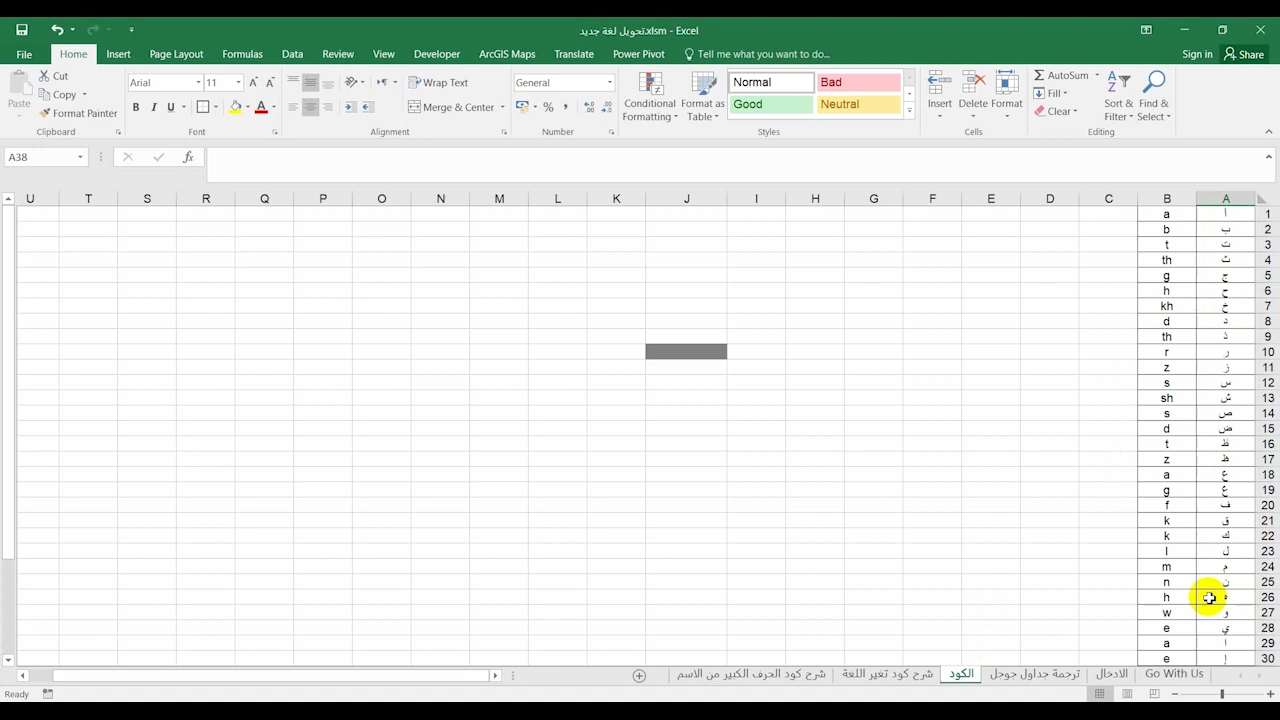 تحويل لغة جديد.xlsm - Excel
File Home Insert Page Layout Formulas Data Review View Developer ArcGIS Maps Translate Power Pivot Tell me what you want to do... Sign in Share
Paste Cut Copy Format Painter Clipboard
Arial 11 B I U A Font
Wrap Text Merge & Center Alignment
General % Number
Conditional Formatting Format as Table Normal Bad Good Neutral Styles
Insert Delete Format Cells
AutoSum Fill Clear Sort & Filter Find & Select Editing
A38 fx
U T S R Q P O N M L K J I H G F E D C B A
a أ 1
b ب 2
t ت 3
th ث 4
g ج 5
h ح 6
kh خ 7
d د 8
th ذ 9
r ر 10
z ز 11
s س 12
sh ش 13
s ص 14
d ض 15
t 16
z ظ 17
a ع 18
g غ 19
f ف 20
k ق 21
k ك 22
l ل 23
m م 24
n ن 25
h ه 26
w و 27
e ي 28
a ا 29
e إ 30
شرح كود الحرف الكبير من الاسم شرح كود تغير اللغة الكود ترجمة جداول جوجل الادخال Go With Us
Ready